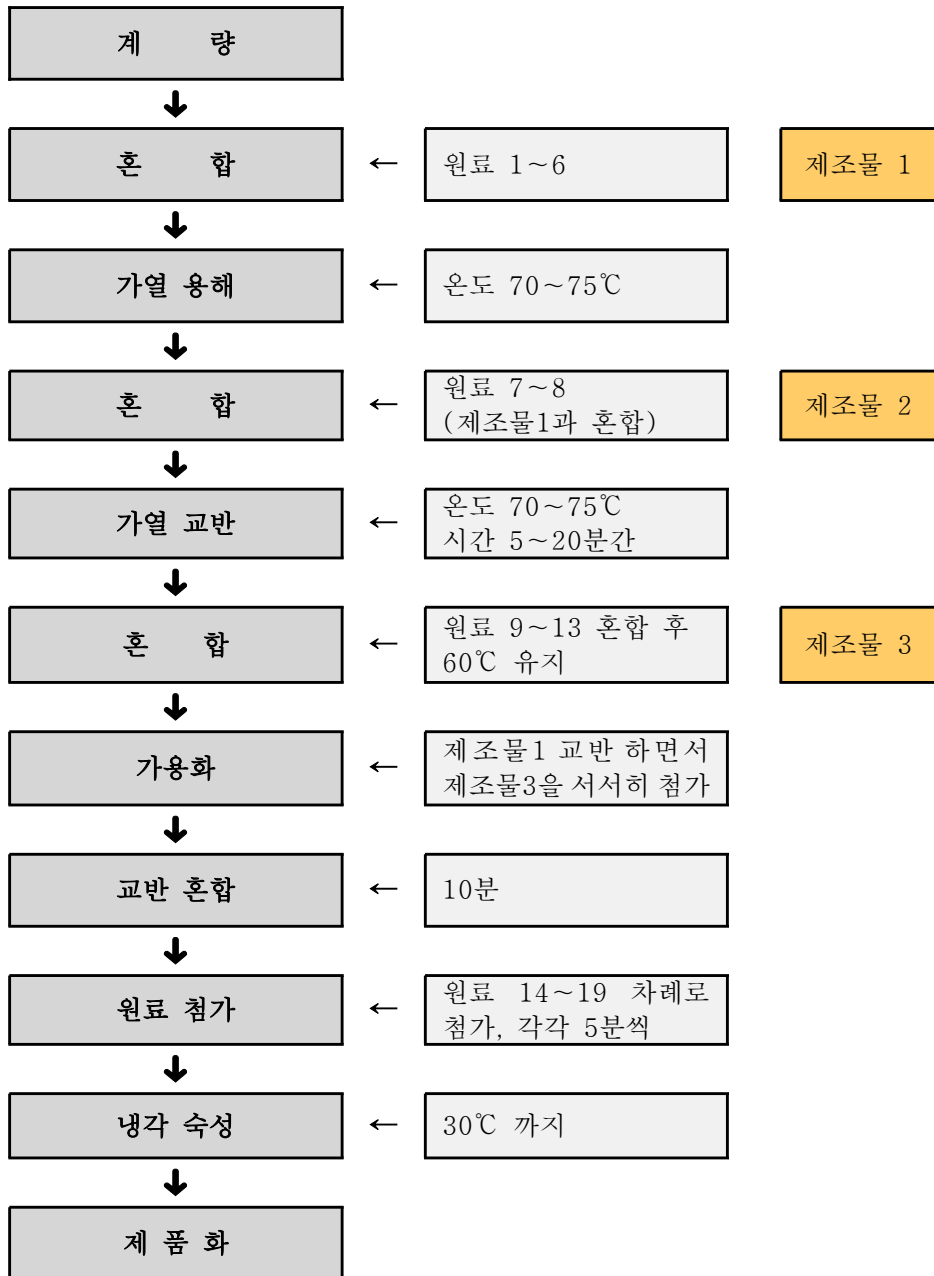 계 량
혼 합 ← 원료 1~6 제조물 1
가열 용해 ← 온도 70~75℃
혼 합 ← 원료 7~8
(제조물1과 혼합) 제조물 2
가열 교반 ← 온도 70~75℃
시간 5~20분간
혼 합 ← 원료 9~13 혼합 후
60℃ 유지 제조물 3
가용화 ← 제조물1 교반 하면서
제조물3을 서서히 첨가
교반 혼합 ← 10분
원료 첨가 ← 원료 14~19 차례로
첨가, 각각 5분씩
냉각 숙성 ← 30℃ 까지
제 품 화